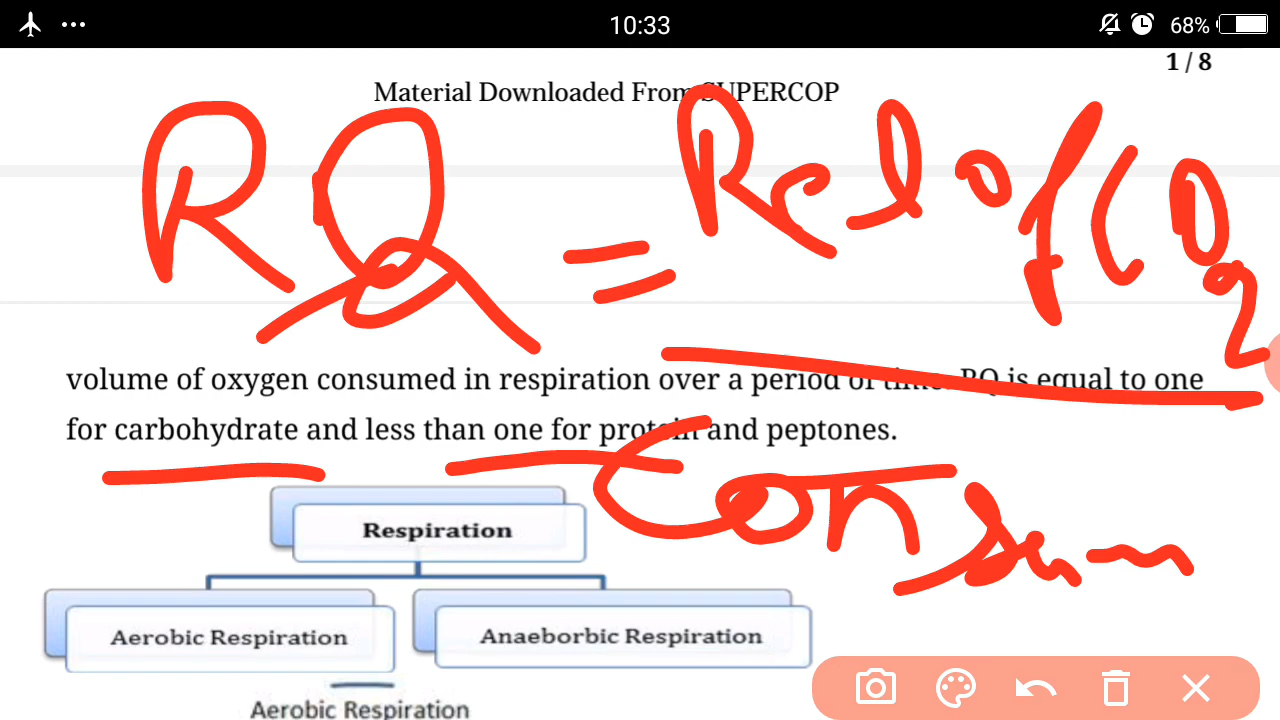 10:33
68%
1 / 8
Material Downloaded From SUPERCOP
RQ = Rel of CO2
volume of oxygen consumed in respiration over a period of time. RQ is equal to one
for carbohydrate and less than one for protein and peptones.
Consum
Respiration
Aerobic Respiration
Anaeborbic Respiration
Aerobic Respiration